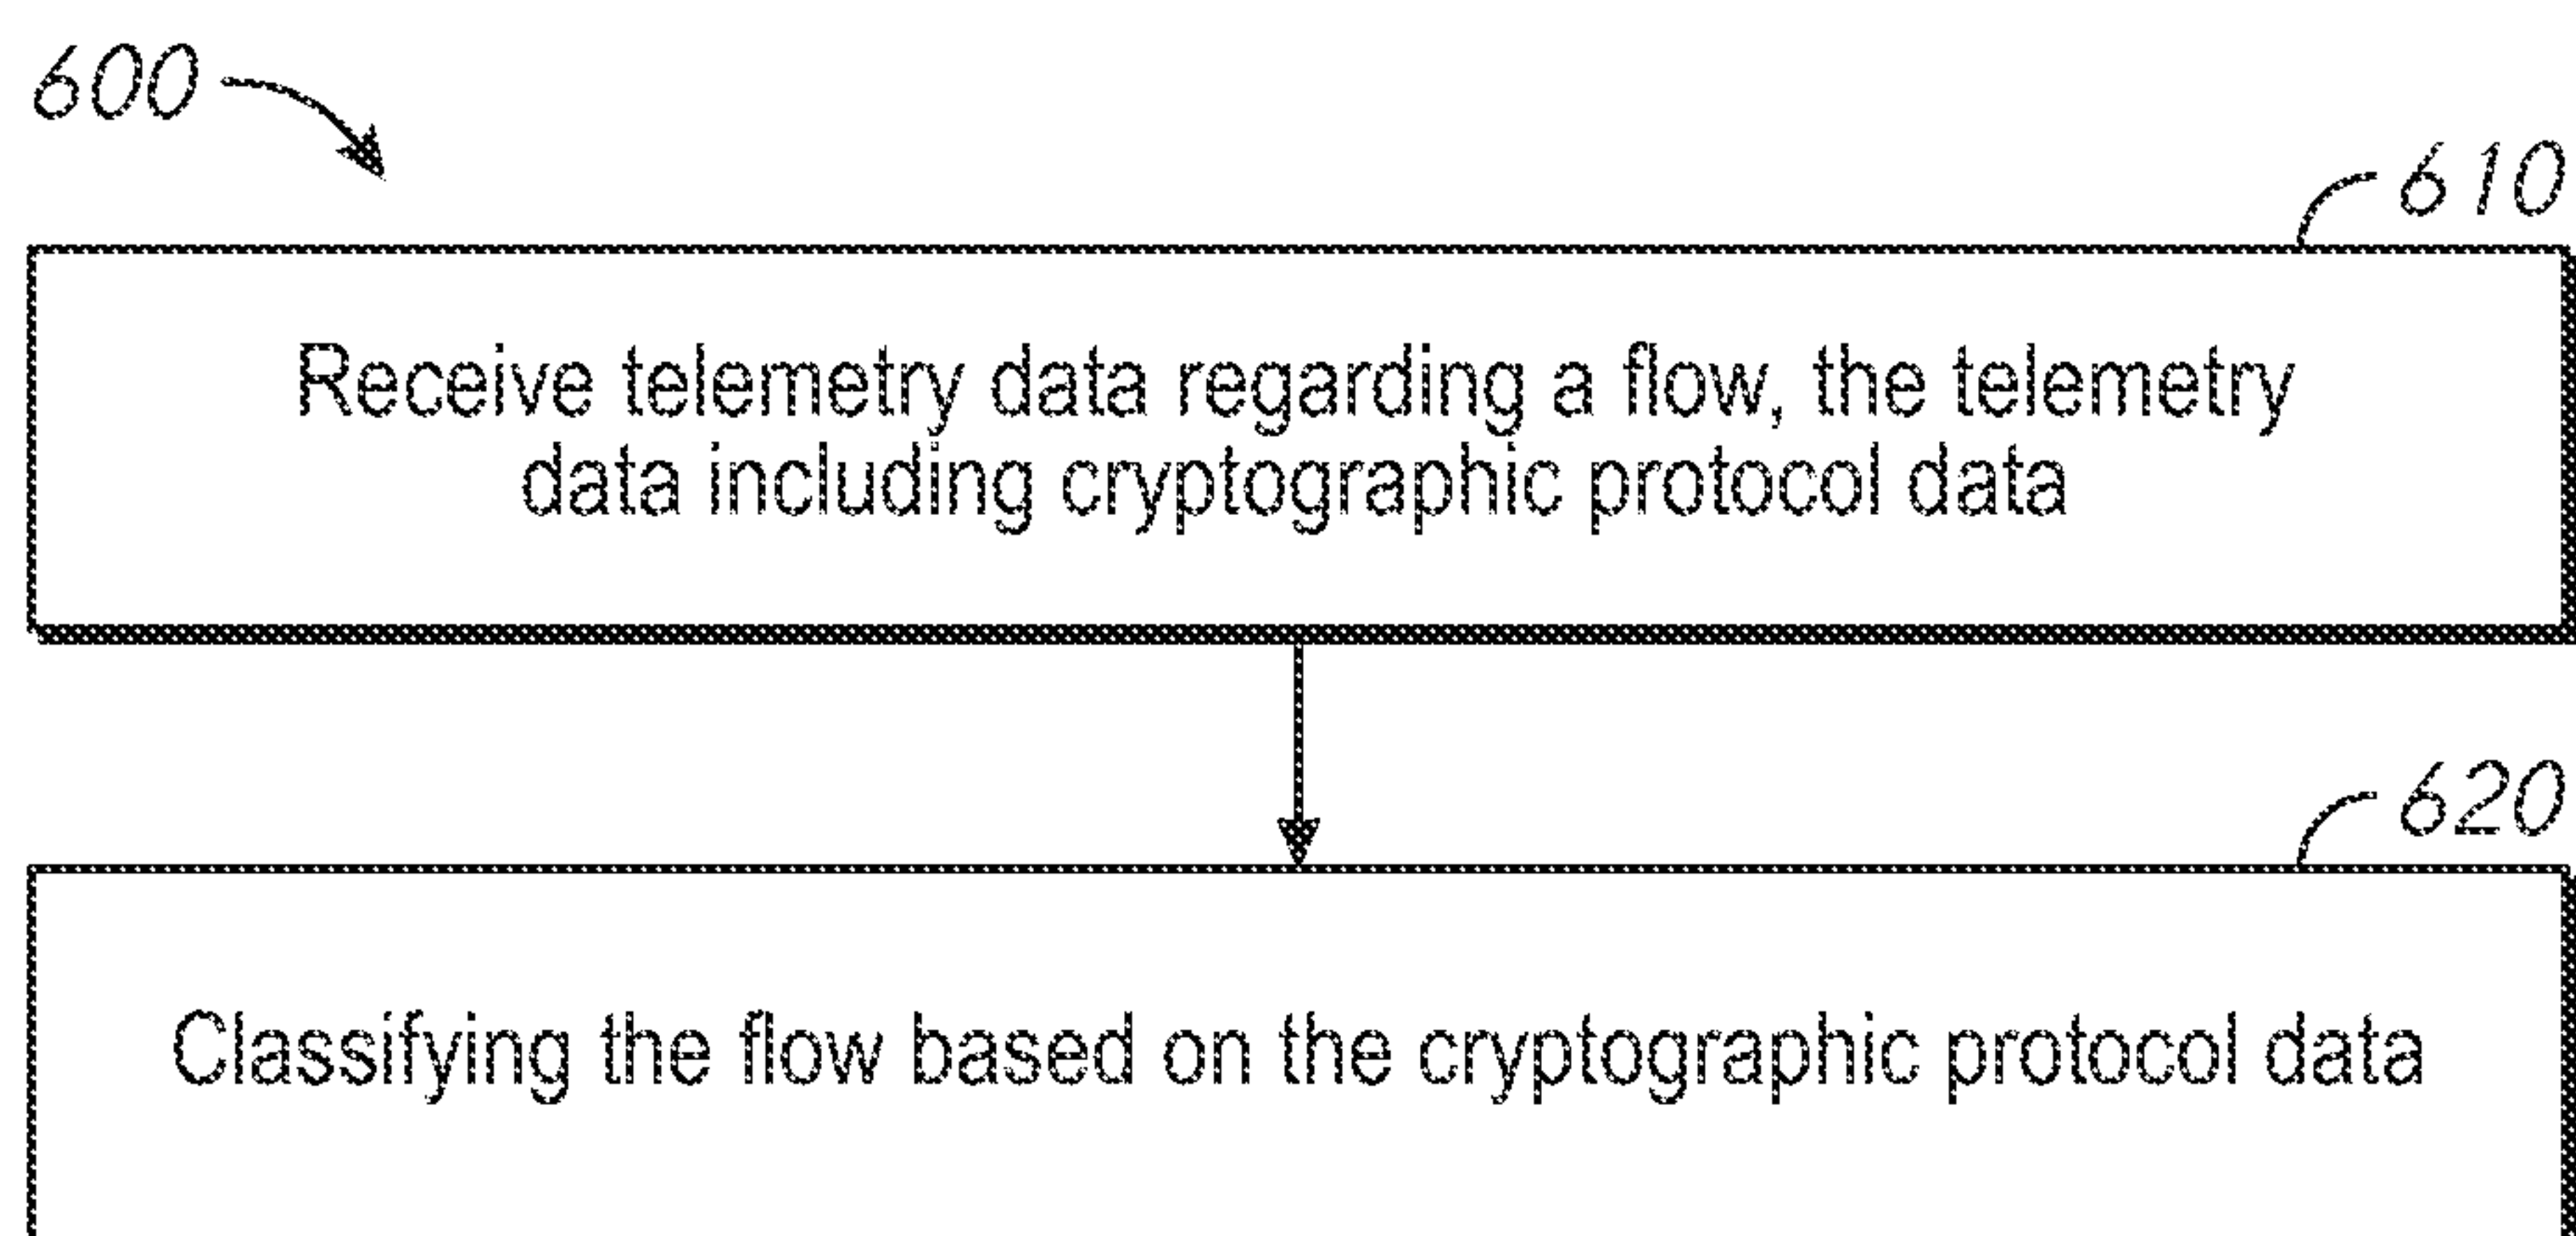 600
610
Receive telemetry data regarding a flow, the telemetry
data including cryptographic protocol data
620
Classifying the flow based on the cryptographic protocol data